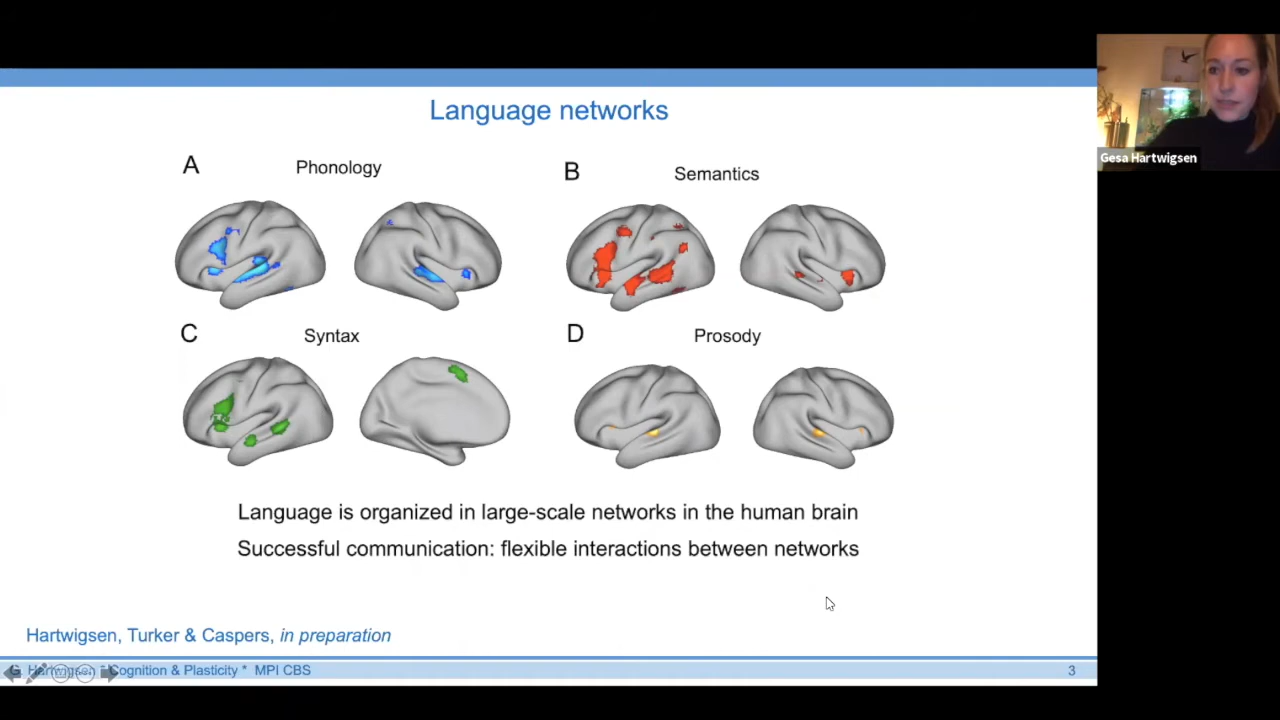 Language networks
Gesa Hartwigsen
A Phonology
B Semantics
C Syntax
D Prosody
Language is organized in large-scale networks in the human brain
Successful communication: flexible interactions between networks
Hartwigsen, Turker & Caspers, in preparation
G. Hartwigsen * Cognition & Plasticity * MPI CBS
3